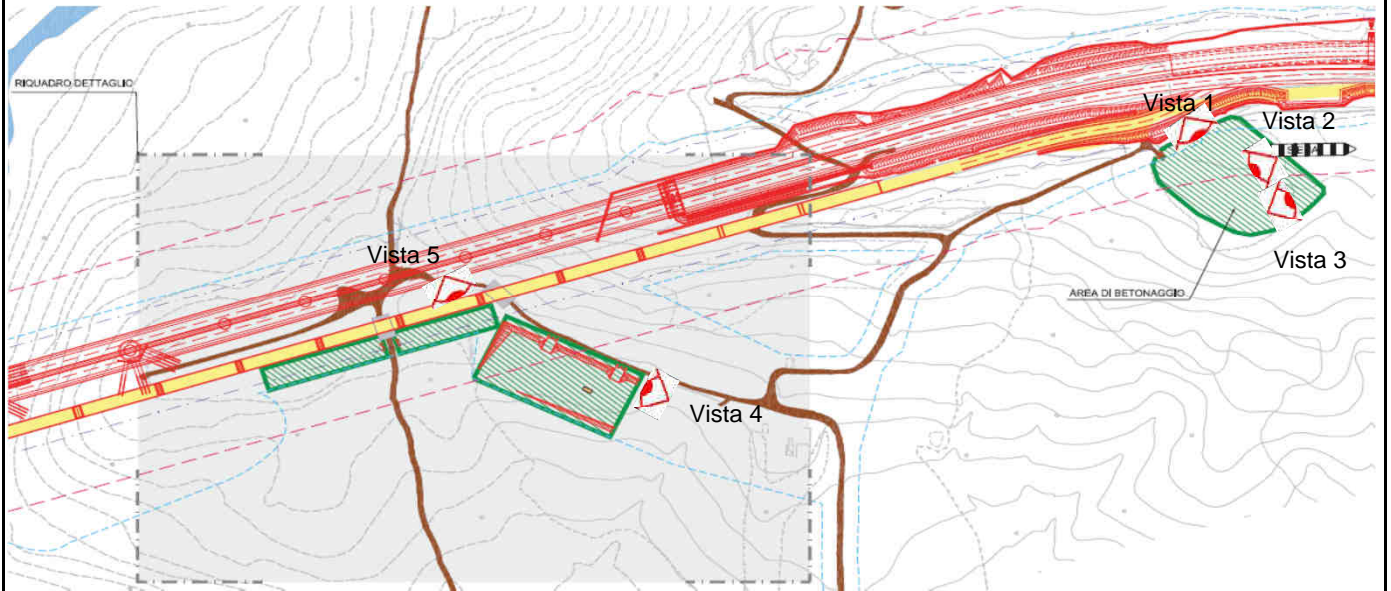 RIQUADRO DETTAGLIO
Vista 1
Vista 2
Vista 5
Vista 3
AREA DI BETONAGGIO
Vista 4